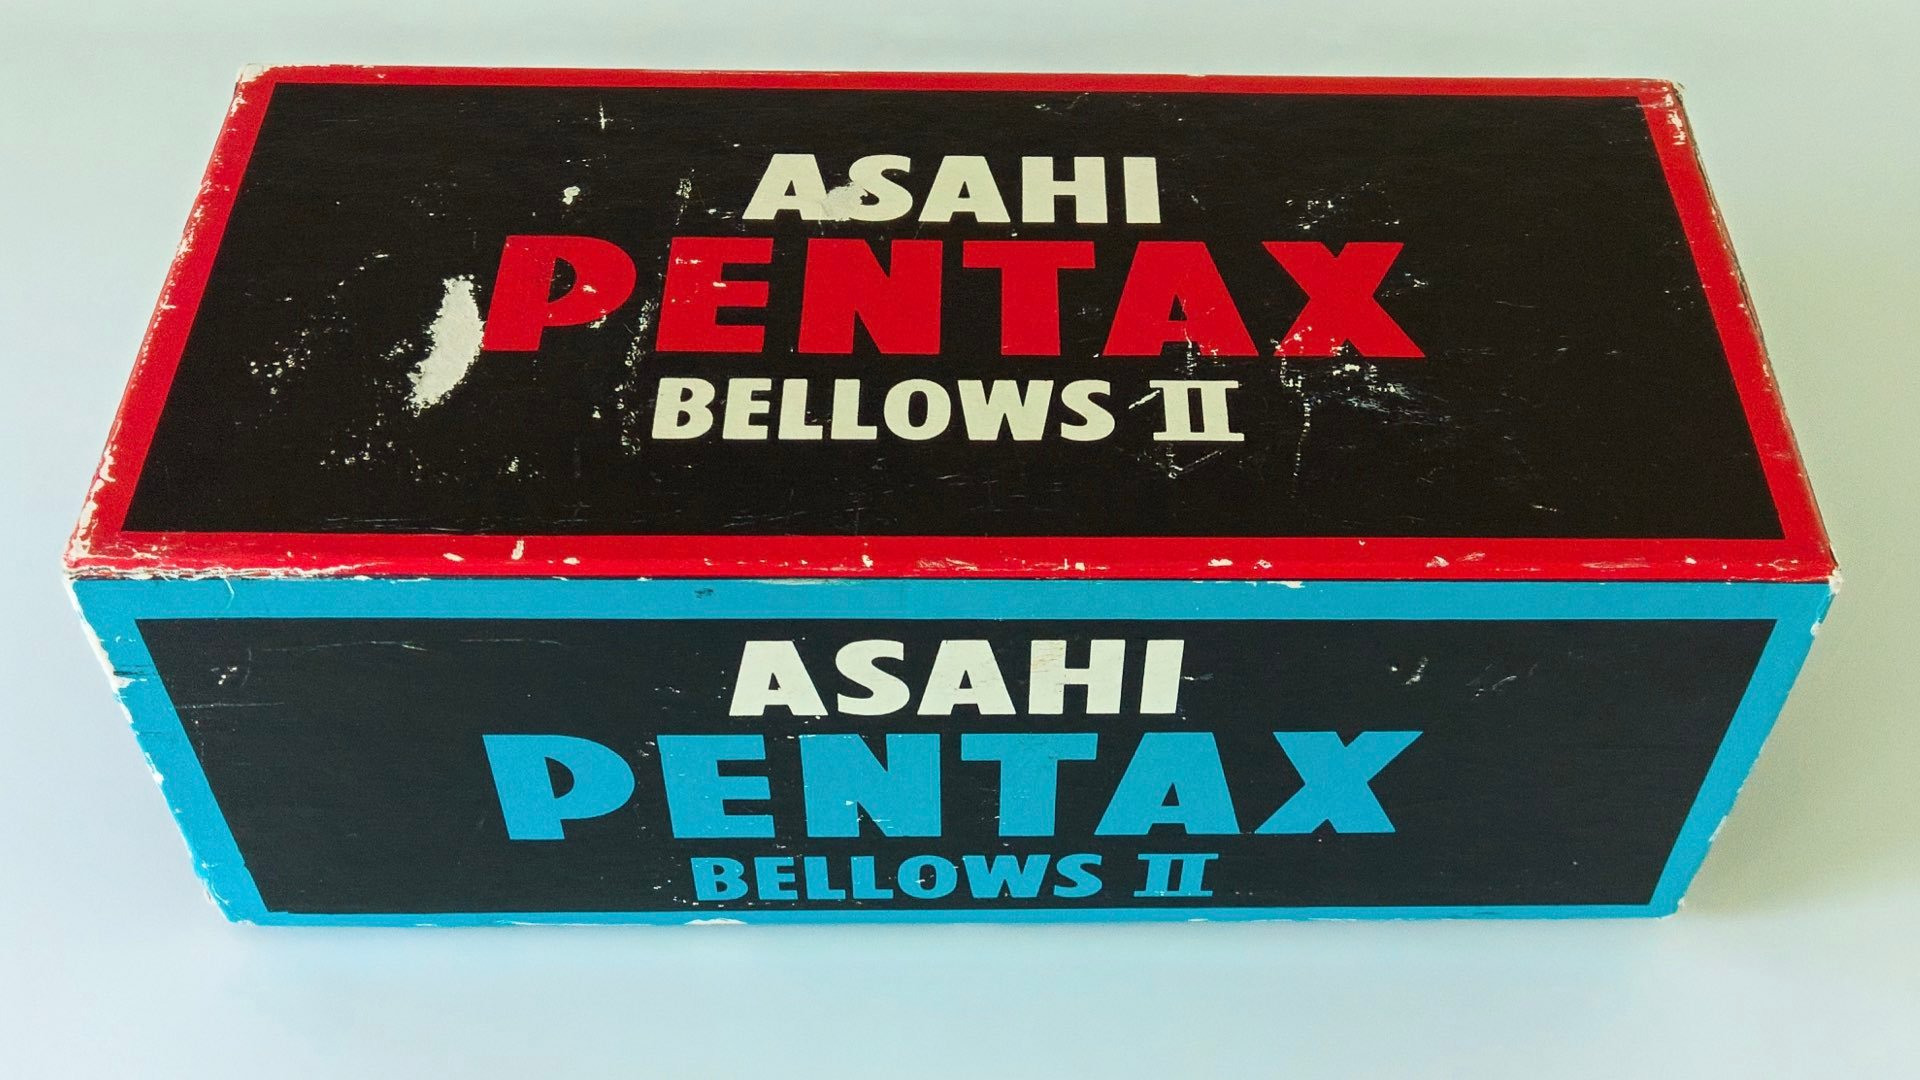 ASAHI
PENTAX
BELLOWS II
ASAHI
PENTAX
BELLOWS II